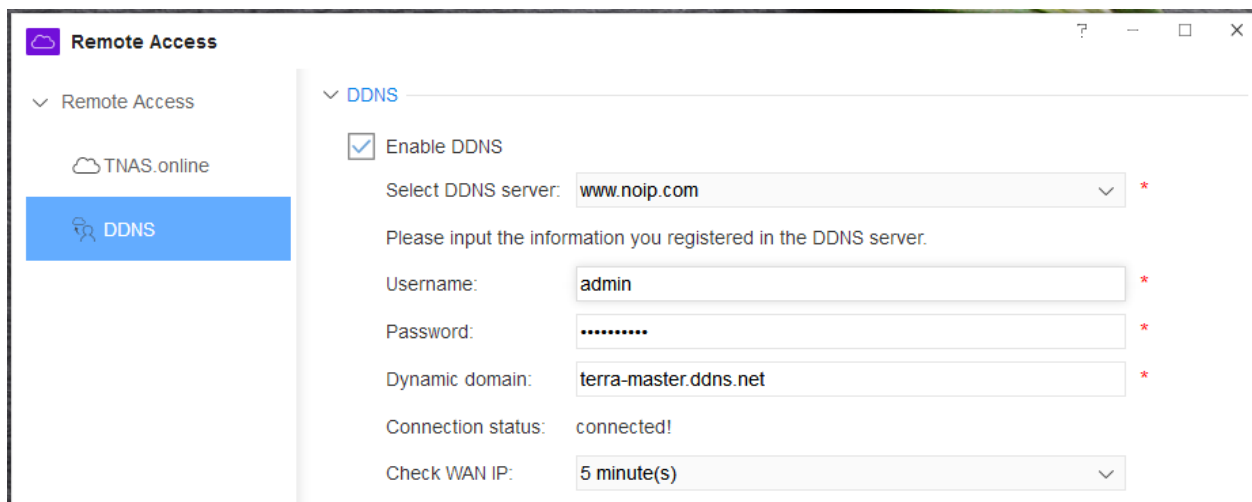 Remote Access
Remote Access
TNAS.online
DDNS
DDNS
Enable DDNS
Select DDNS server: www.noip.com *
Please input the information you registered in the DDNS server.
Username: admin *
Password: •••••••••• *
Dynamic domain: terra-master.ddns.net *
Connection status: connected!
Check WAN IP: 5 minute(s)